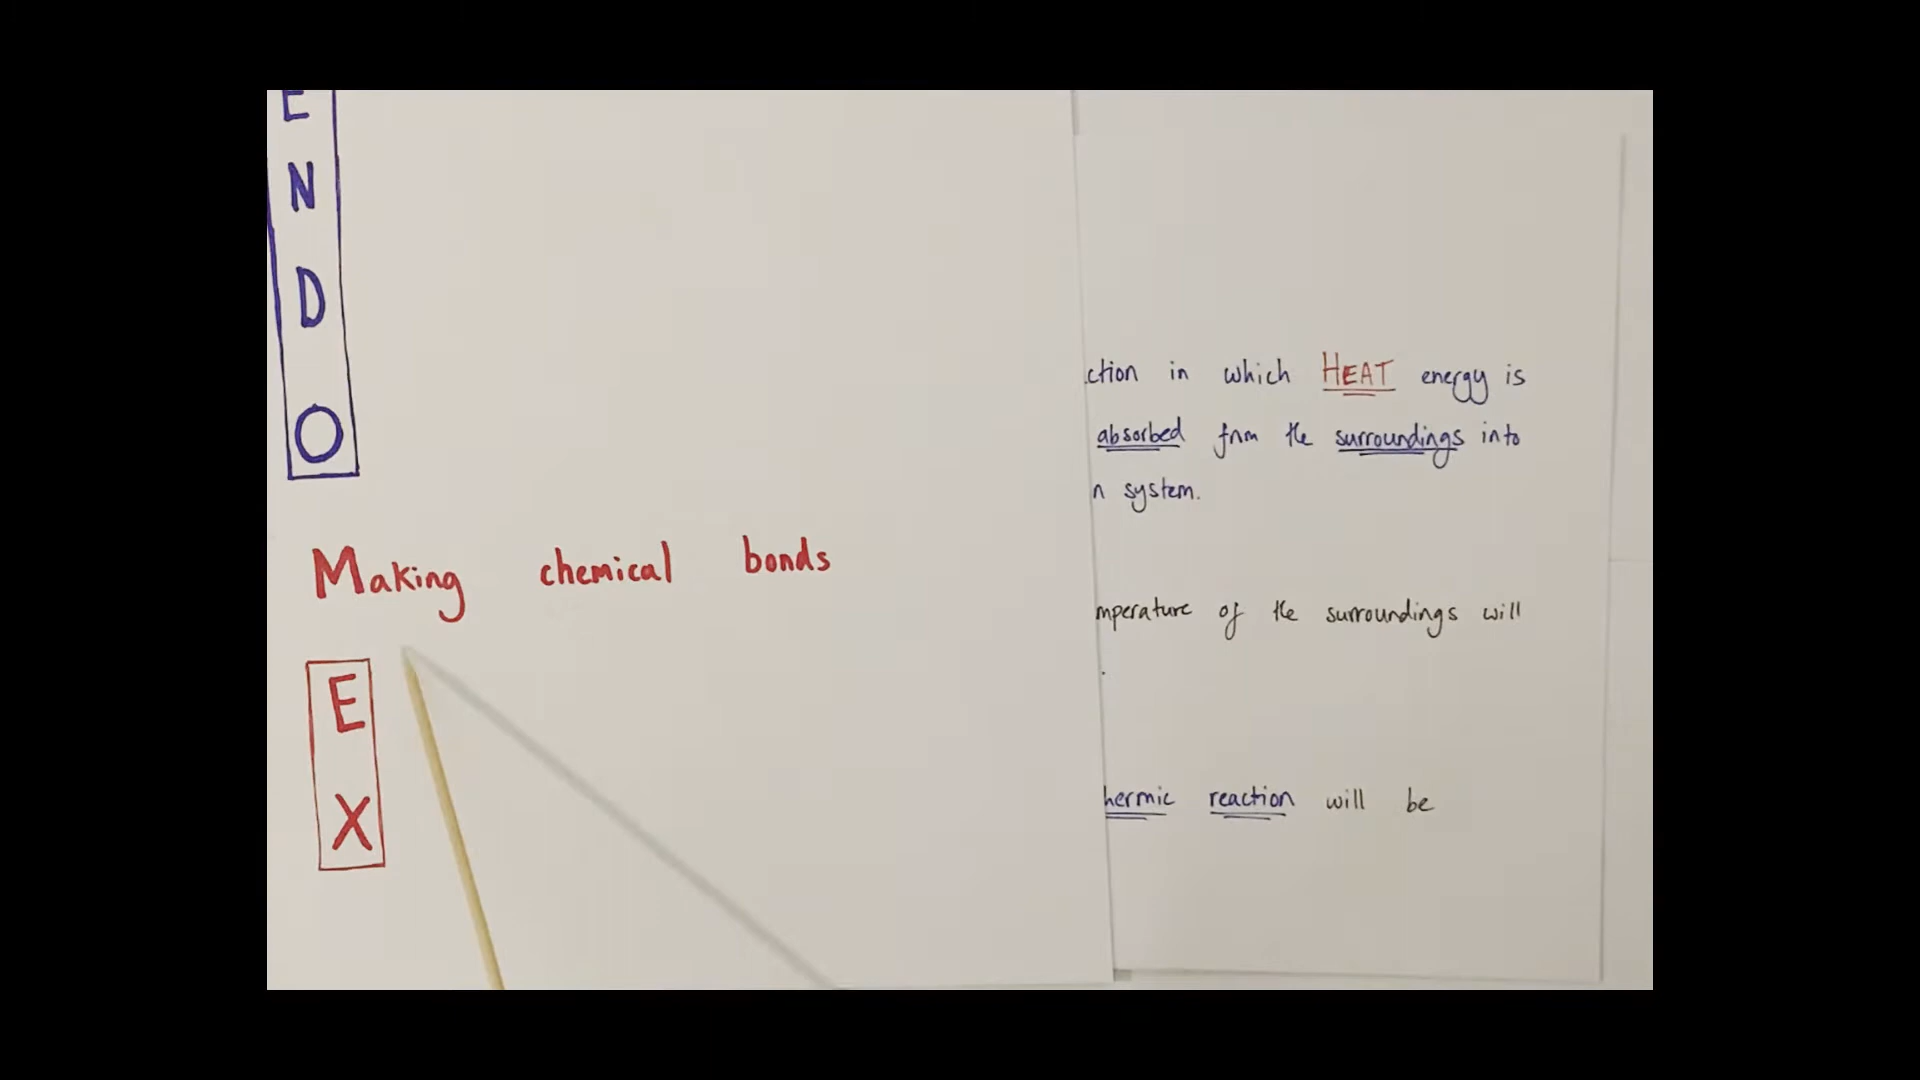 E
N
D
O
Making chemical bonds
E
X
ction in which HEAT energy is
absorbed from the surroundings into
n system.
mperature of the surroundings will
.
hermic reaction will be